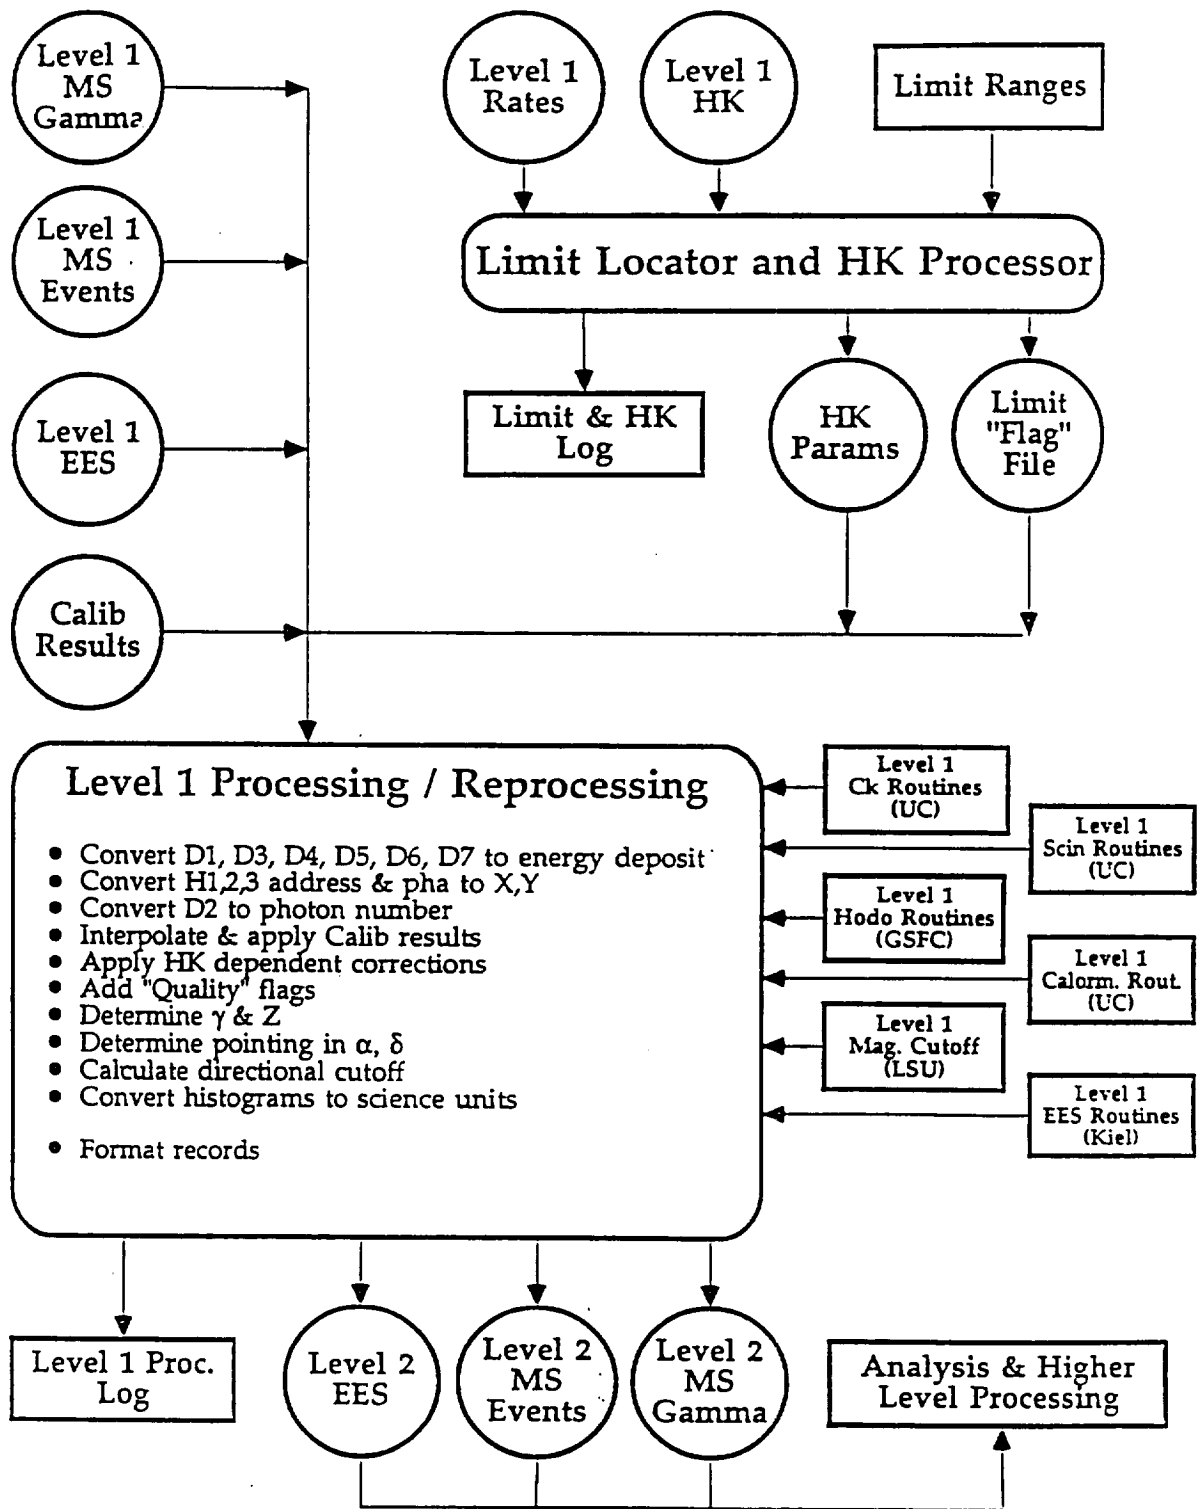 Level 1
MS
Gamma
Level 1
Rates
Level 1
HK
Limit Ranges
Level 1
MS
Events
Limit Locator and HK Processor
Level 1
EES
Limit & HK
Log
HK
Params
Limit
"Flag"
File
Calib
Results
Level 1 Processing / Reprocessing
• Convert D1, D3, D4, D5, D6, D7 to energy deposit
• Convert H1,2,3 address & pha to X,Y
• Convert D2 to photon number
• Interpolate & apply Calib results
• Apply HK dependent corrections
• Add "Quality" flags
• Determine γ & Z
• Determine pointing in α, δ
• Calculate directional cutoff
• Convert histograms to science units
• Format records
Level 1
Ck Routines
(UC)
Level 1
Scin Routines
(UC)
Level 1
Hodo Routines
(GSFC)
Level 1
Calorm. Rout.
(UC)
Level 1
Mag. Cutoff
(LSU)
Level 1
EES Routines
(Kiel)
Level 1 Proc.
Log
Level 2
EES
Level 2
MS
Events
Level 2
MS
Gamma
Analysis & Higher
Level Processing